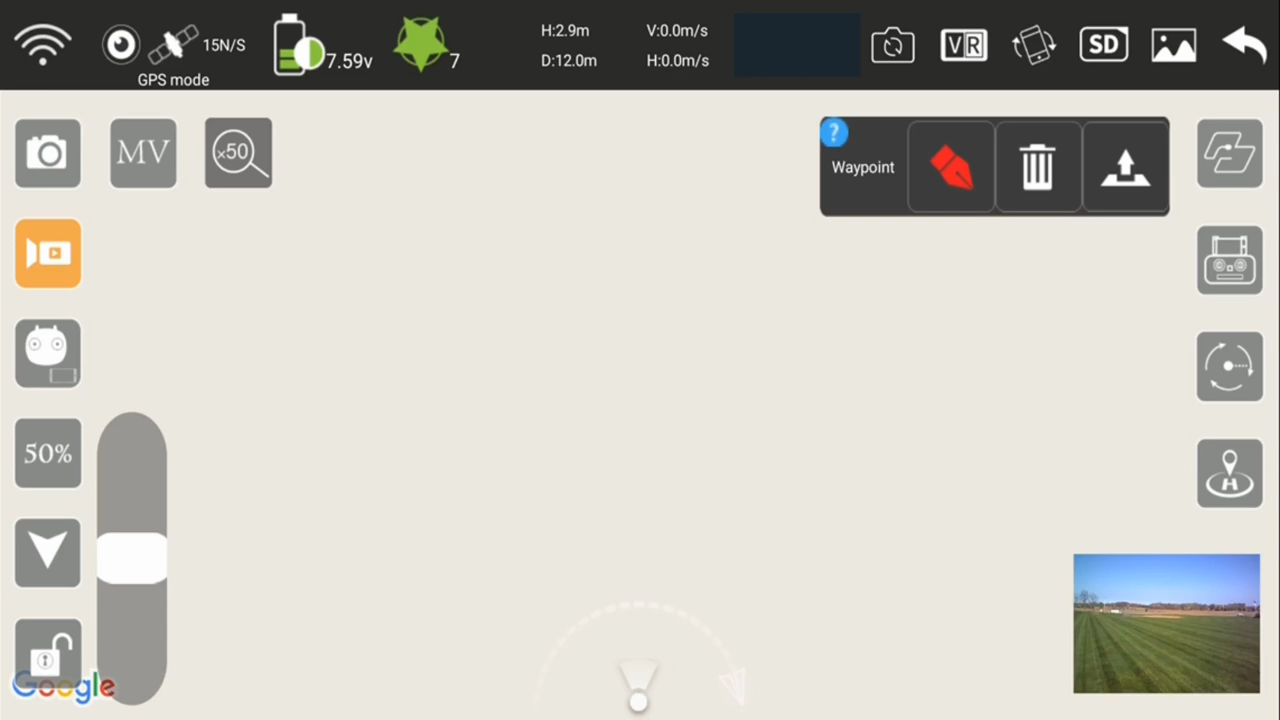 15N/S
GPS mode
7.59v
7
H:2.9m V:0.0m/s
D:12.0m H:0.0m/s
VR
SD
MV
x50
?
Waypoint
50%
H
Google